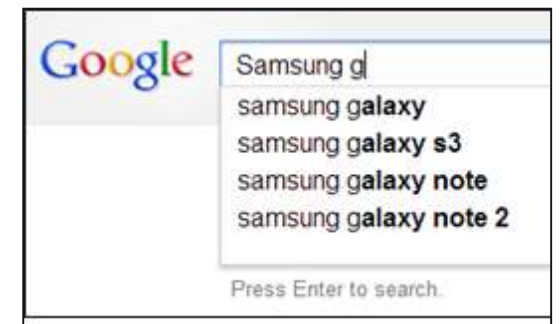 Google
Samsung g
samsung galaxy
samsung galaxy s3
samsung galaxy note
samsung galaxy note 2
Press Enter to search.